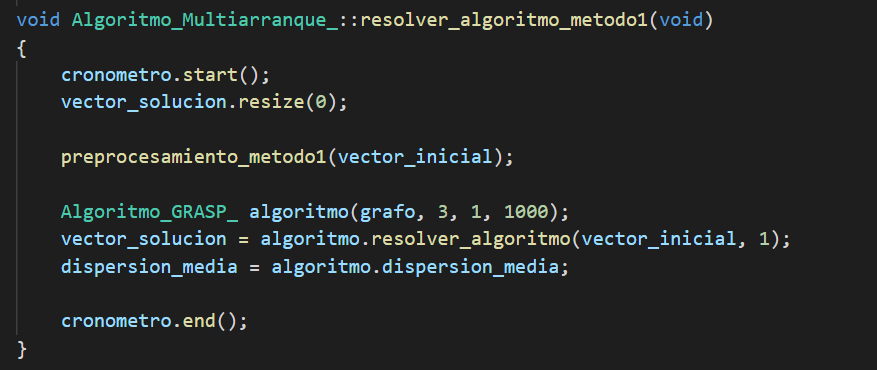 void Algoritmo_Multiarranque_::resolver_algoritmo_metodo1(void)
{
    cronometro.start();
    vector_solucion.resize(0);

    preprocesamiento_metodo1(vector_inicial);

    Algoritmo_GRASP_ algoritmo(grafo, 3, 1, 1000);
    vector_solucion = algoritmo.resolver_algoritmo(vector_inicial, 1);
    dispersion_media = algoritmo.dispersion_media;

    cronometro.end();
}